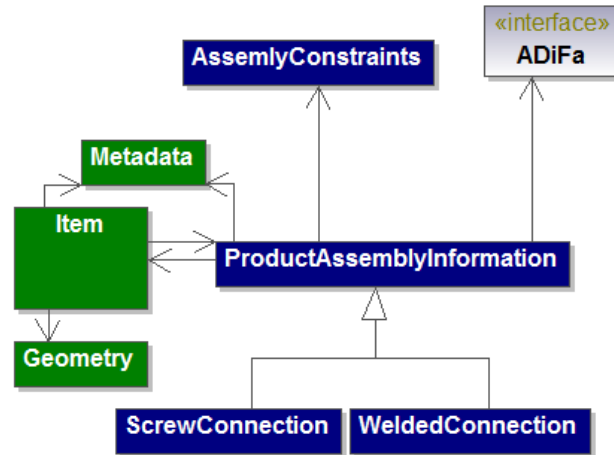 «interface»
ADiFa
AssemlyConstraints
Metadata
Item
ProductAssemblyInformation
Geometry
ScrewConnection
WeldedConnection